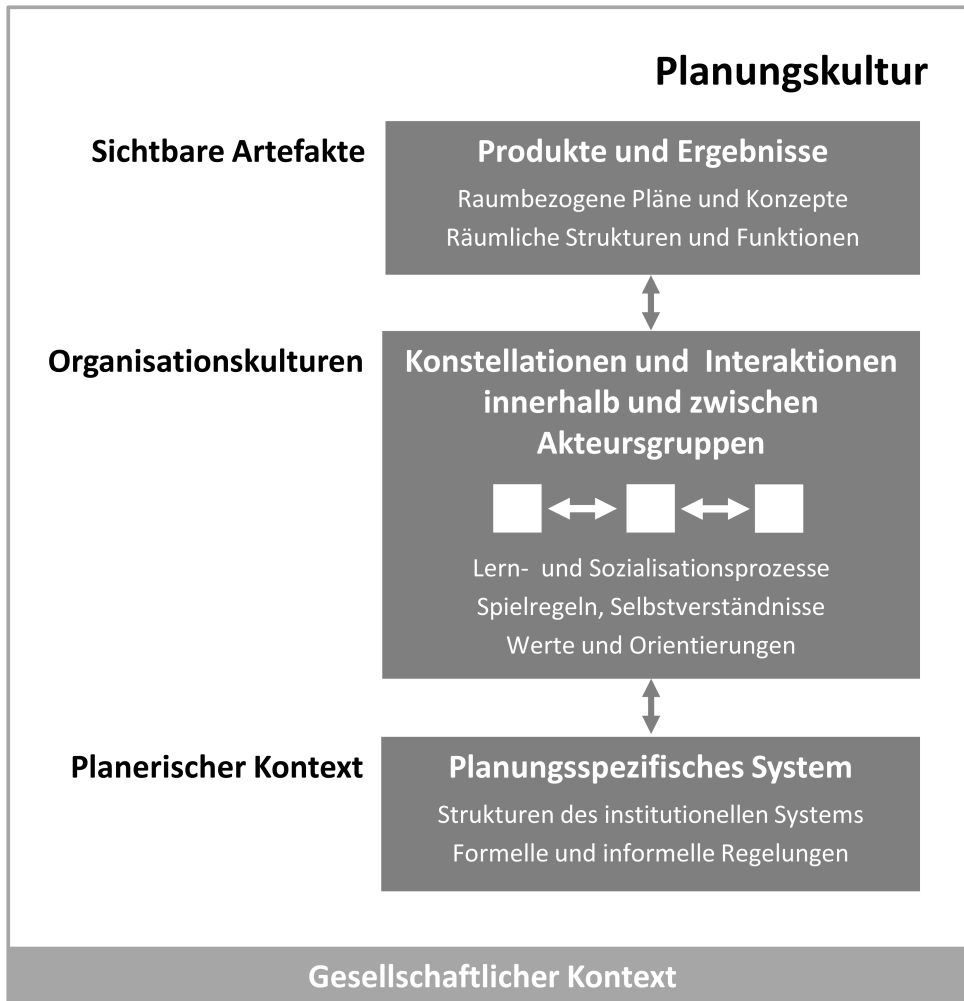 Planungskultur
Sichtbare Artefakte
Produkte und Ergebnisse
Raumbezogene Pläne und Konzepte
Räumliche Strukturen und Funktionen
Organisationskulturen
Konstellationen und Interaktionen
innerhalb und zwischen
Akteursgruppen
Lern- und Sozialisationsprozesse
Spielregeln, Selbstverständnisse
Werte und Orientierungen
Planerischer Kontext
Planungsspezifisches System
Strukturen des institutionellen Systems
Formelle und informelle Regelungen
Gesellschaftlicher Kontext